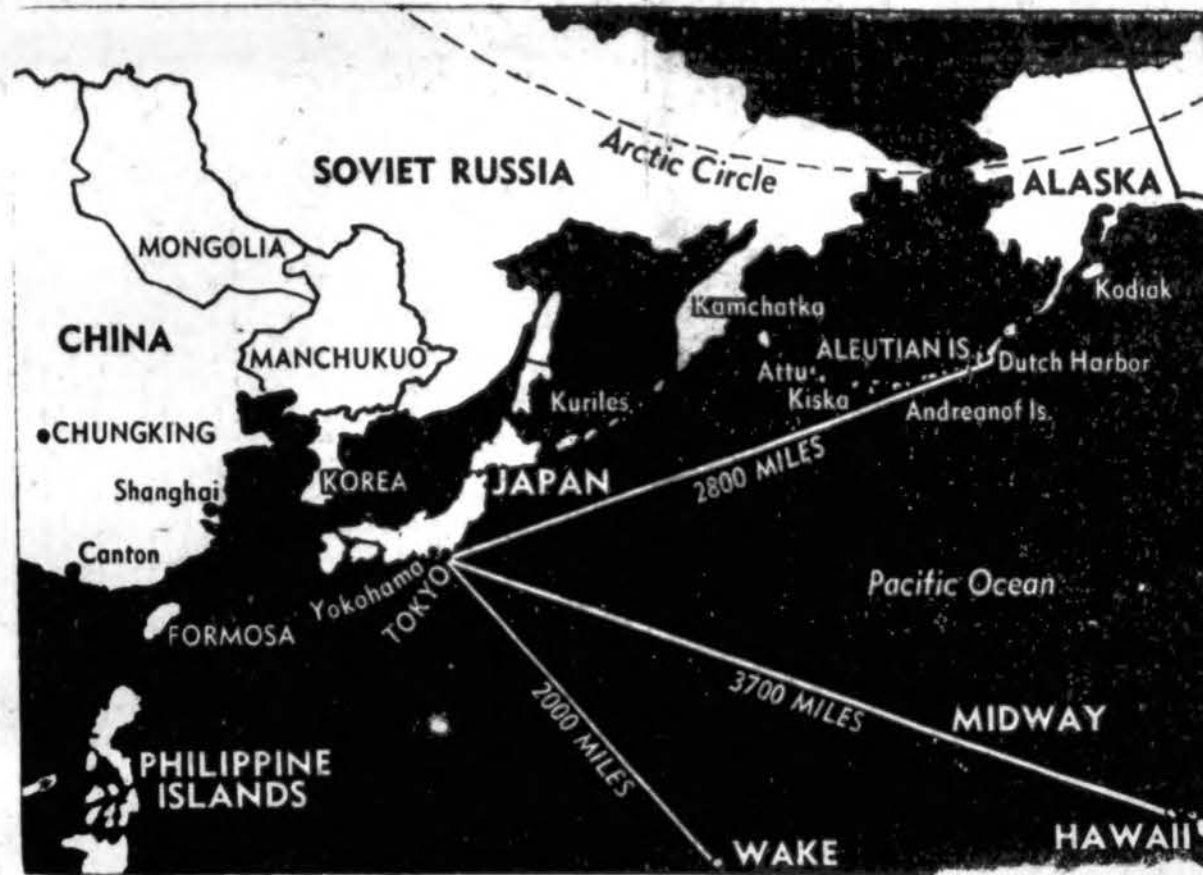 Arctic Circle
SOVIET RUSSIA
ALASKA
MONGOLIA
Kodiak
Kamchatka
CHINA
MANCHUKUO
ALEUTIAN IS.
Dutch Harbor
Attu
Kiska
Kuriles
Andreanof Is.
CHUNGKING
2800 MILES
KOREA
JAPAN
Shanghai
Canton
Yokohama
TOKYO
Pacific Ocean
FORMOSA
3700 MILES
2000 MILES
MIDWAY
PHILIPPINE
ISLANDS
HAWAII
WAKE